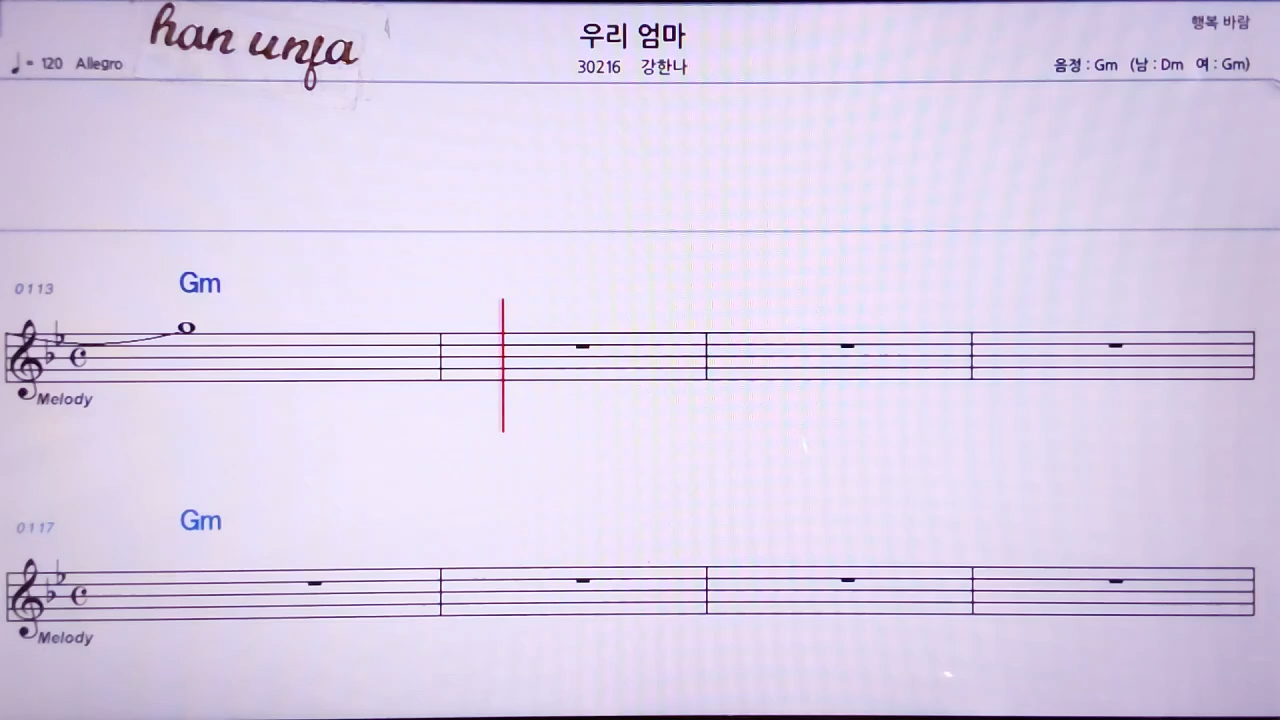 han unfa
우리 엄마
행복 바람
♩= 120 Allegro
30216 강한나
음정 : Gm (남 : Dm 여 : Gm)
0113
Gm
Melody
0117
Gm
Melody